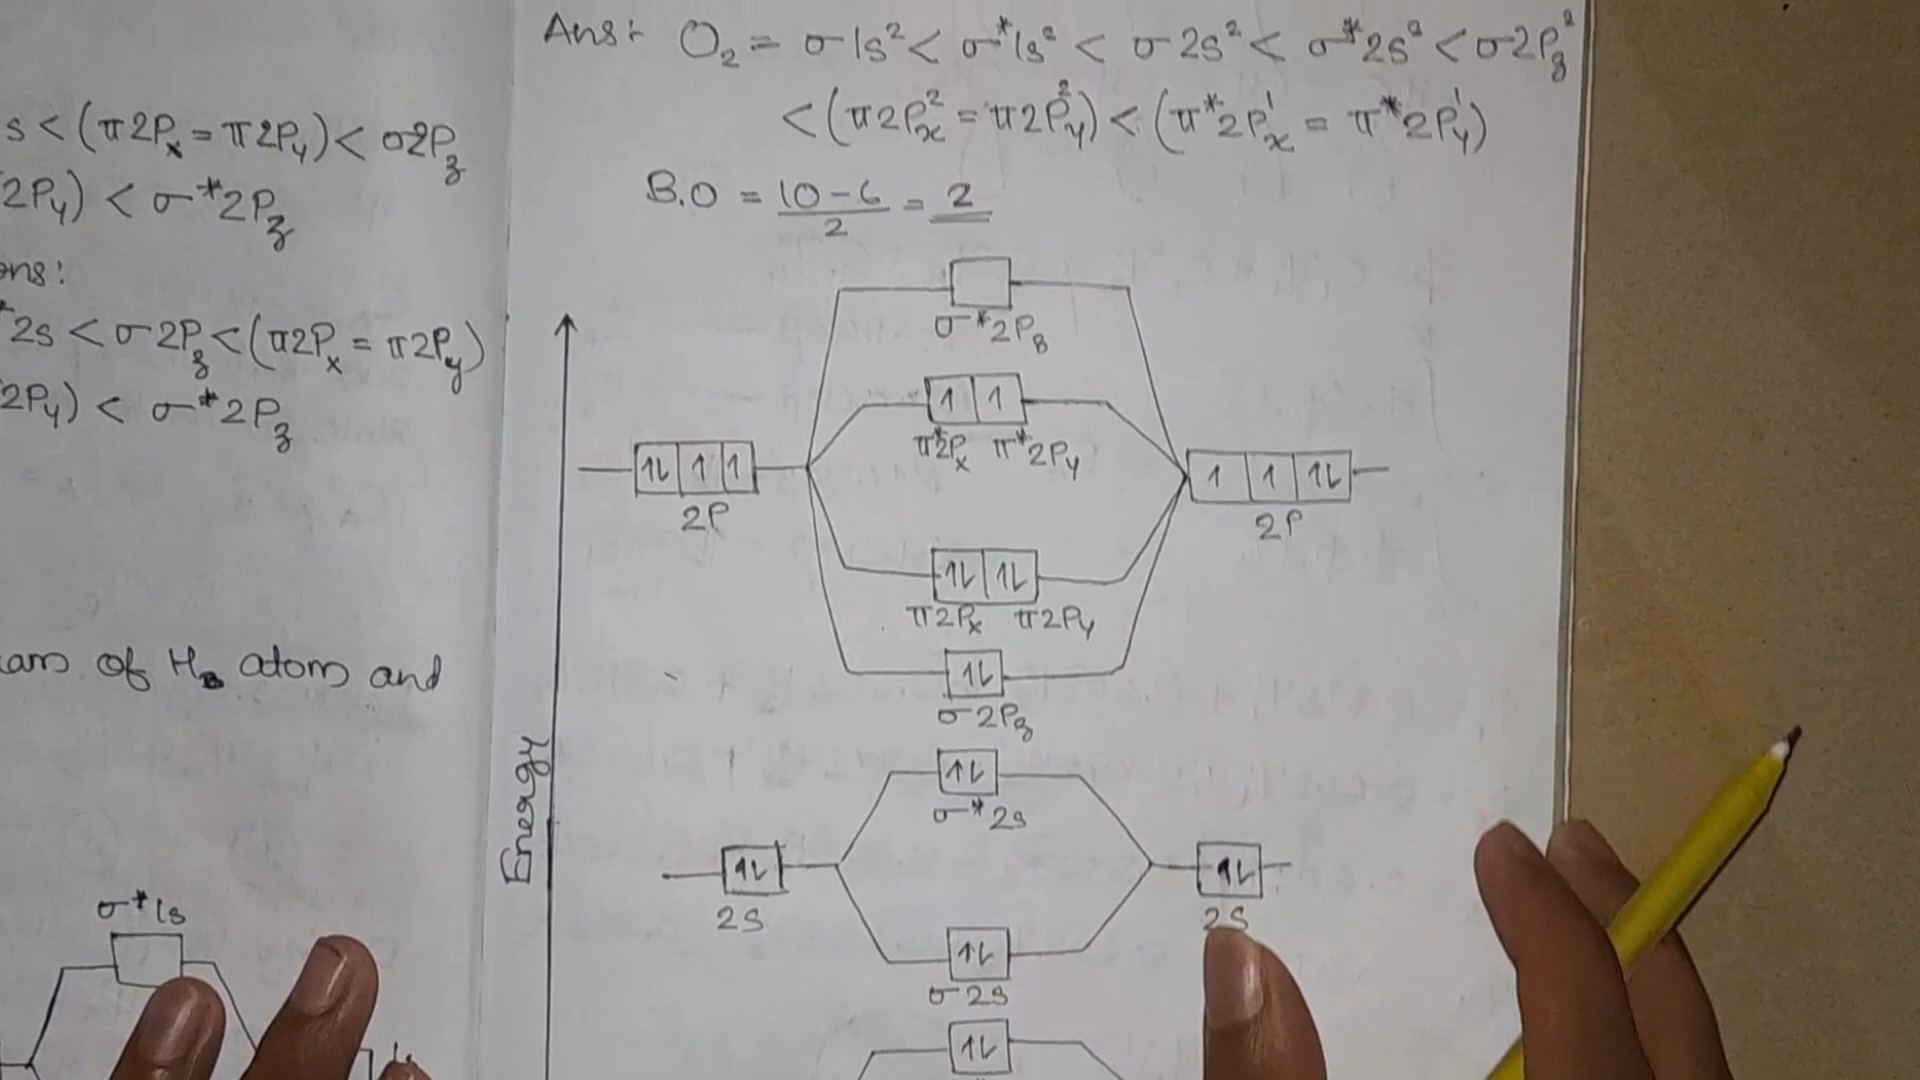 s < (π2Px = π2Py) < σ2Pz
2Py) < σ*2Pz
ons:
*2s < σ2Pz < (π2Px = π2Py)
2Py) < σ*2Pz
of H2 atom and
σ*1s
Ans: O₂ = σ1s² < σ*1s² < σ2s² < σ*2s² < σ2Pz²
< (π2Px² = π2Py²) < (π*2Px¹ = π*2Py¹)
B.O = 10-6/2 = 2
σ*2Pz
↿ ↿
π*2Px π*2Py
↿⇂ ↿ ↿
2P
↿ ↿ ↿⇂
2P
↿⇂ ↿⇂
π2Px π2Py
↿⇂
σ2Pz
Energy
↿⇂
σ*2s
↿⇂
2S
↿⇂
2S
↿⇂
σ2s
↿⇂